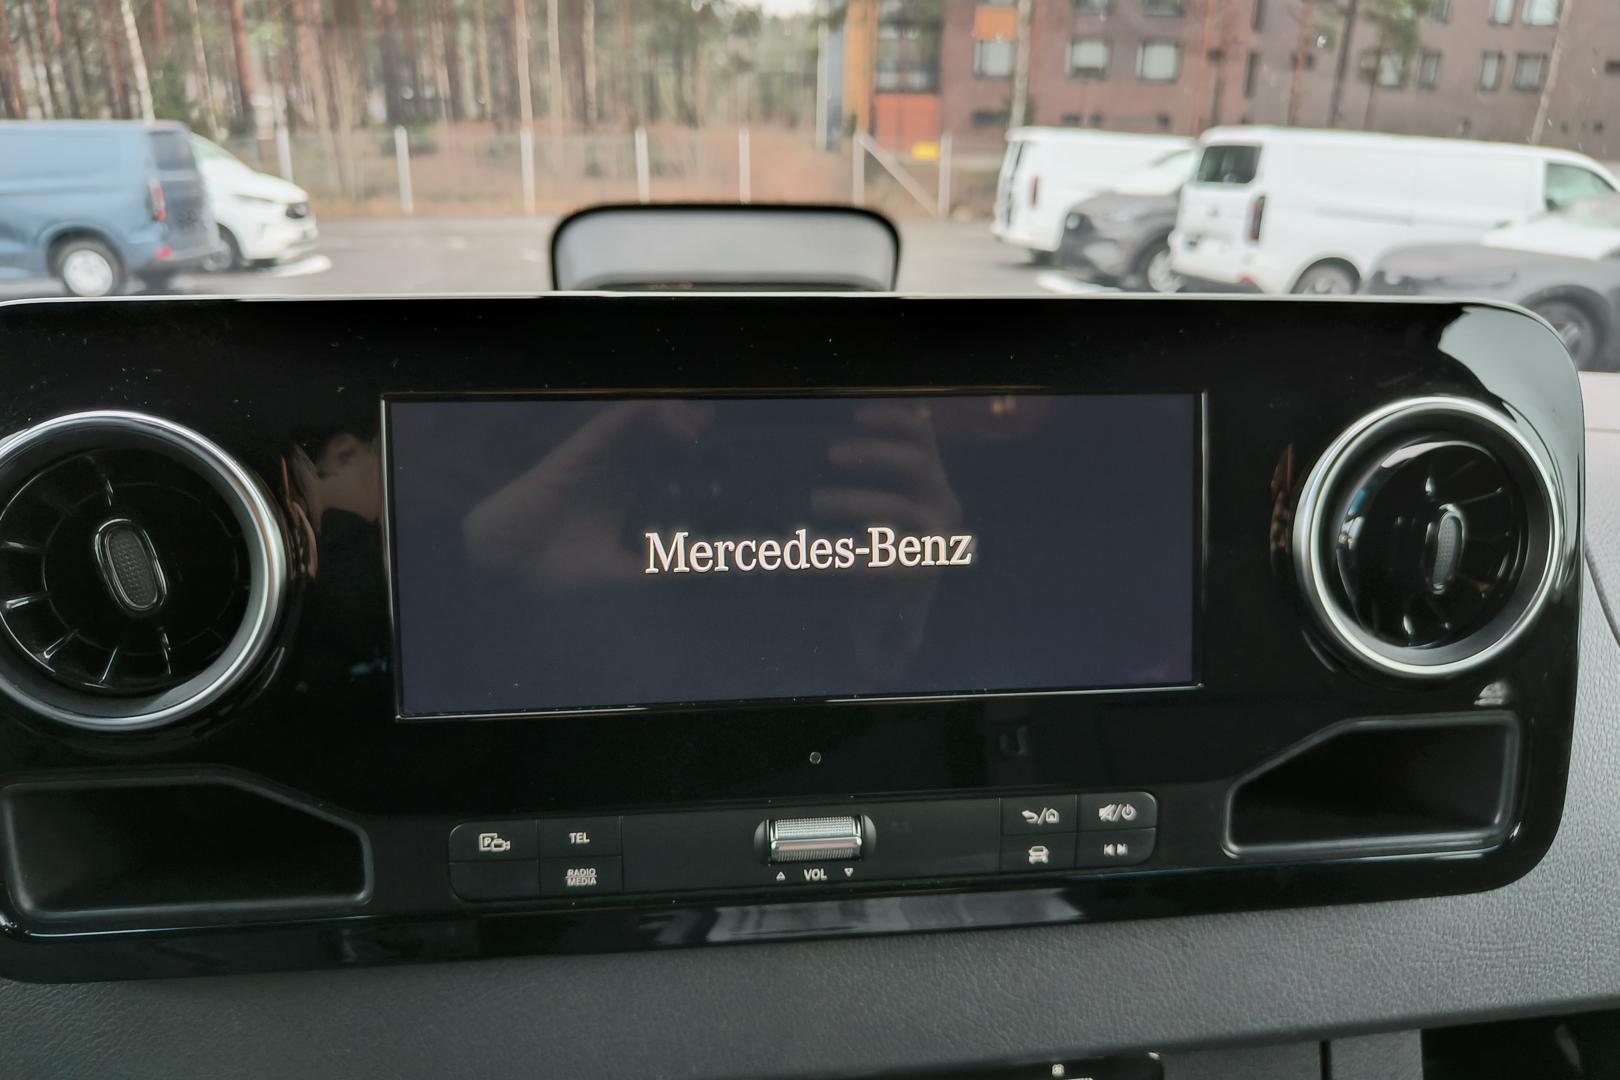 Mercedes-Benz
P
TEL
RADIO
MEDIA
VOL